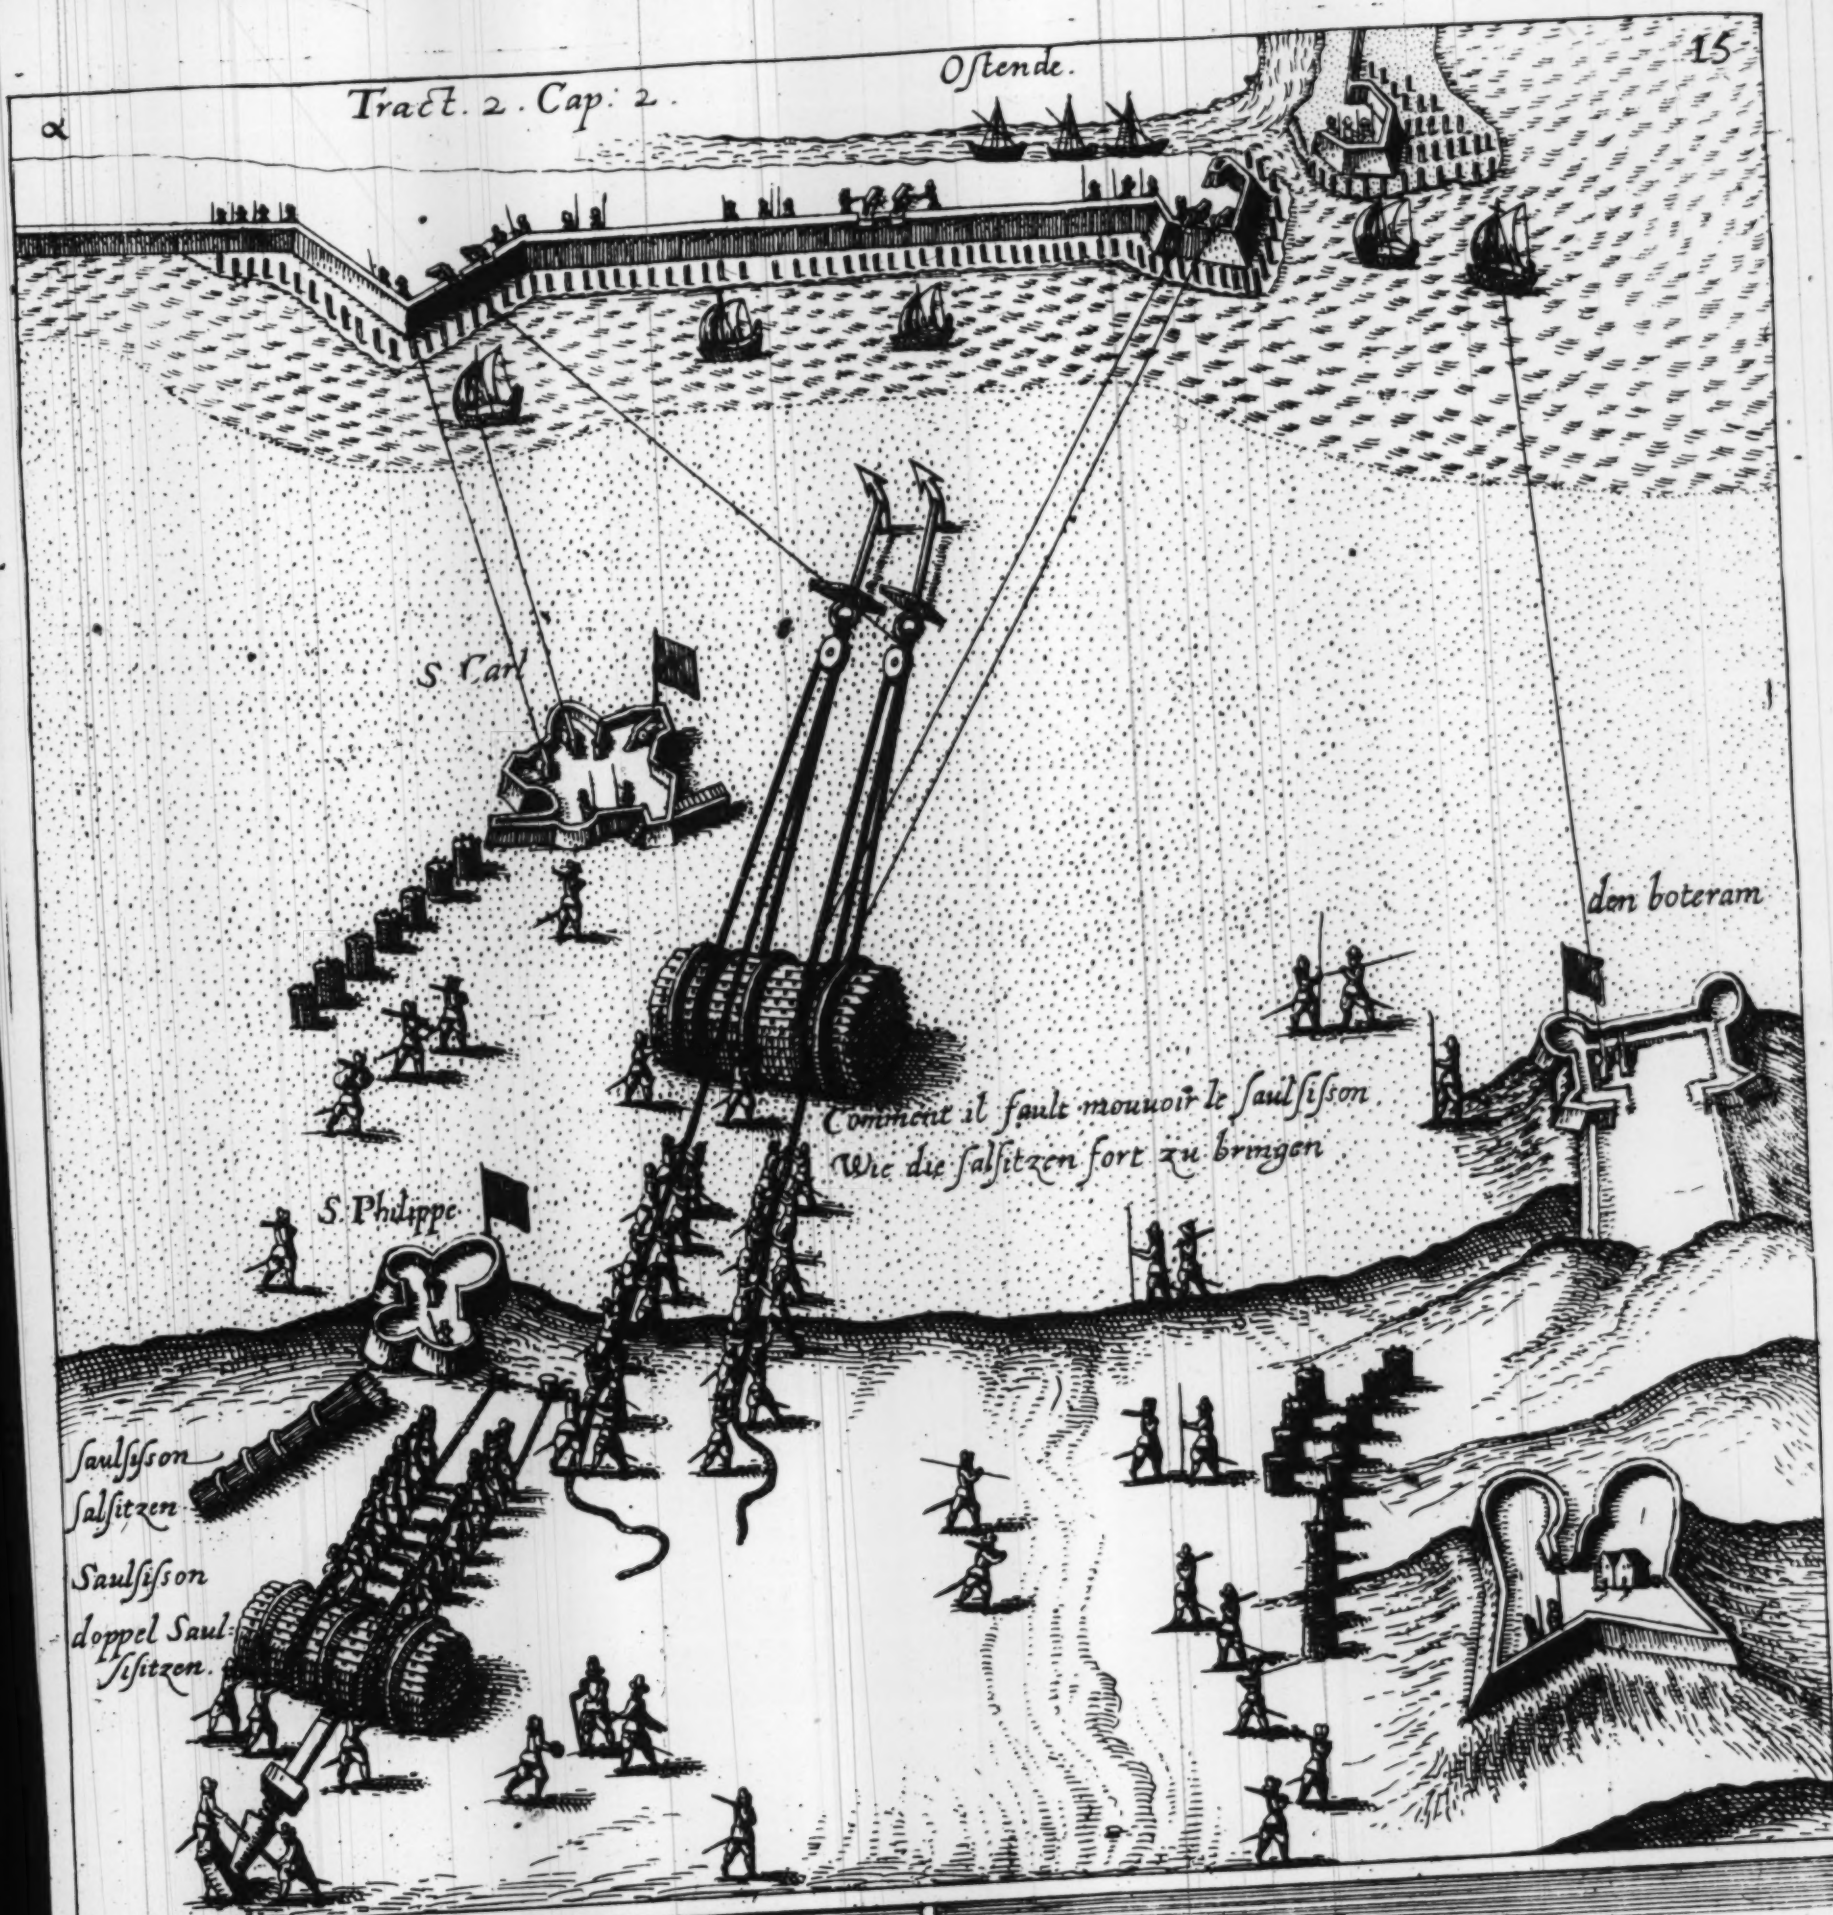 15
Ostende.
Tract. 2. Cap: 2.
α
S Carl
den boteram
Comment il fault mouuoir le saulsisson.
Wie die salsitzen fort zu bringen
S. Philippe
saulsisson
salsitzen
Saulsisson
doppel Saul:
sisitzen.